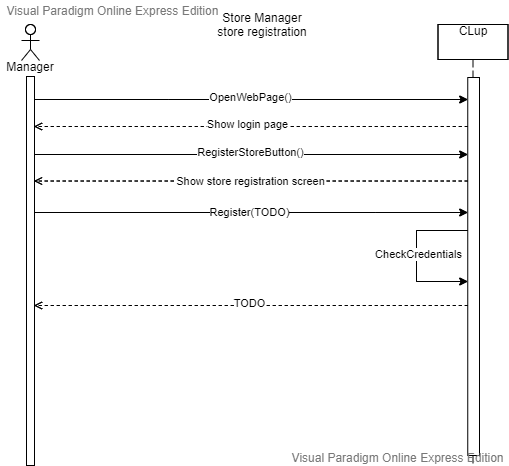 Visual Paradigm Online Express Edition
Store Manager
store registration
Manager
CLup
OpenWebPage()
Show login page
RegisterStoreButton()
Show store registration screen
Register(TODO)
CheckCredentials
TODO
Visual Paradigm Online Express Edition